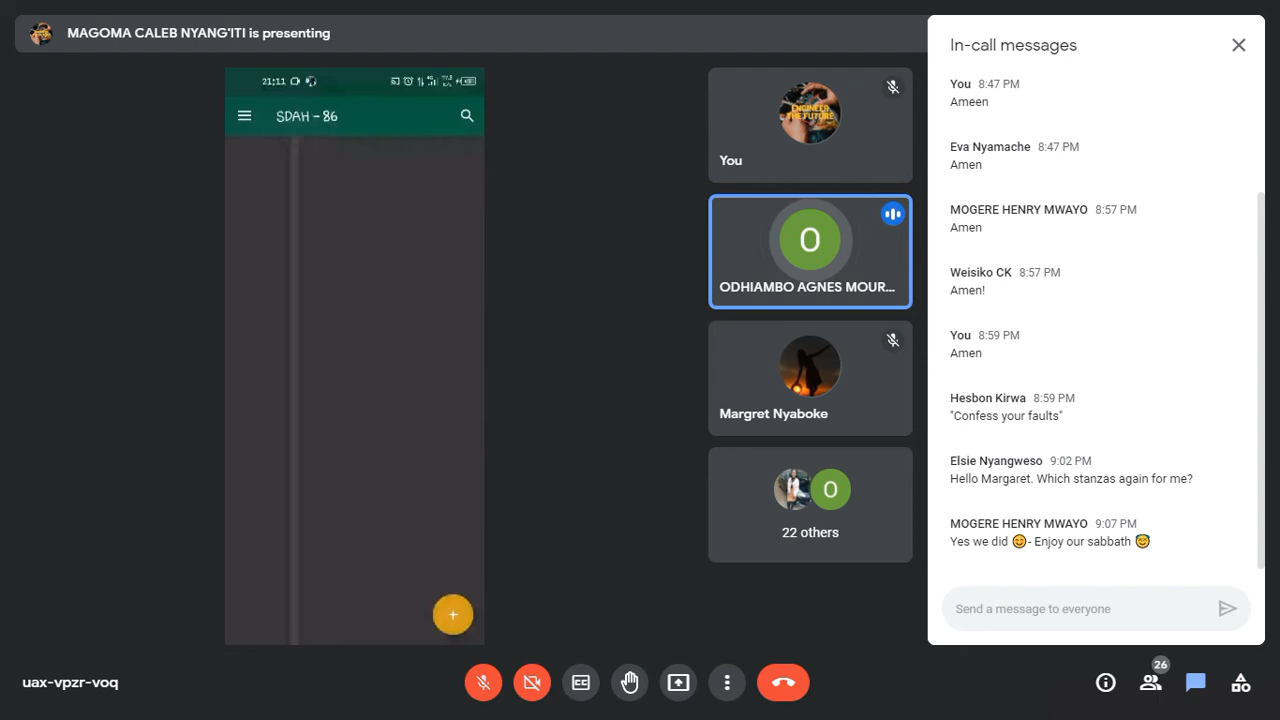 MAGOMA CALEB NYANG'ITI is presenting
21:11
SDAH - 86
ENGINEER
THE FUTURE
You
O
ODHIAMBO AGNES MOUR...
Margret Nyaboke
O
22 others
In-call messages
You 8:47 PM
Ameen
Eva Nyamache 8:47 PM
Amen
MOGERE HENRY MWAYO 8:57 PM
Amen
Weisiko CK 8:57 PM
Amen!
You 8:59 PM
Amen
Hesbon Kirwa 8:59 PM
"Confess your faults"
Elsie Nyangweso 9:02 PM
Hello Margaret. Which stanzas again for me?
MOGERE HENRY MWAYO 9:07 PM
Yes we did 😊- Enjoy our sabbath 😇
Send a message to everyone
uax-vpzr-voq
CC
26